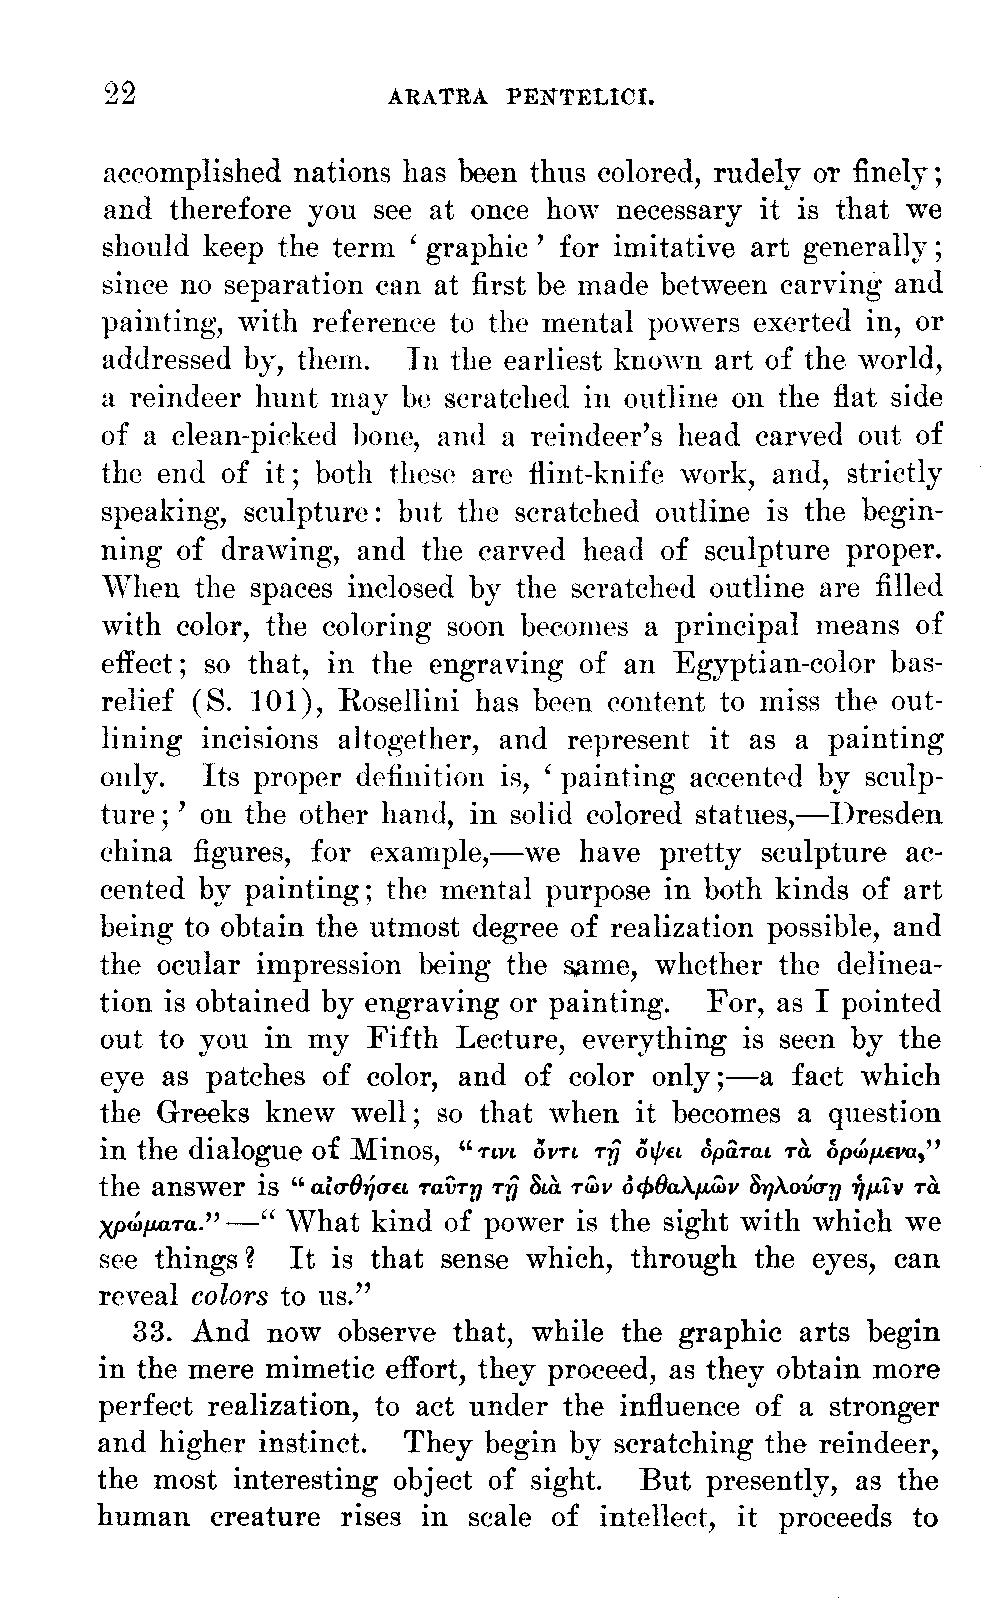 22 ARATRA PENTELICI.
accomplished nations has been thus colored, rudely or finely;
and therefore you see at once how necessary it is that we
should keep the term ‘graphic’ for imitative art generally;
since no separation can at first be made between carving and
painting, with reference to the mental powers exerted in, or
addressed by, them. In the earliest known art of the world,
a reindeer hunt may be scratched in outline on the flat side
of a clean-picked bone, and a reindeer’s head carved out of
the end of it; both these are flint-knife work, and, strictly
speaking, sculpture: but the scratched outline is the begin-
ning of drawing, and the carved head of sculpture proper.
When the spaces inclosed by the scratched outline are filled
with color, the coloring soon becomes a principal means of
effect; so that, in the engraving of an Egyptian-color bas-
relief (S. 101), Rosellini has been content to miss the out-
lining incisions altogether, and represent it as a painting
only. Its proper definition is, ‘painting accented by sculp-
ture;’ on the other hand, in solid colored statues,—Dresden
china figures, for example,—we have pretty sculpture ac-
cented by painting; the mental purpose in both kinds of art
being to obtain the utmost degree of realization possible, and
the ocular impression being the same, whether the delinea-
tion is obtained by engraving or painting. For, as I pointed
out to you in my Fifth Lecture, everything is seen by the
eye as patches of color, and of color only;—a fact which
the Greeks knew well; so that when it becomes a question
in the dialogue of Minos, “τινι ὄντι τῇ ὄψει ὁρᾶται τὰ ὁρώμενα,”
the answer is “αἰσθήσει ταύτῃ τῇ διὰ τῶν ὀφθαλμῶν δηλούσῃ ἡμῖν τὰ
χρώματα.”—“What kind of power is the sight with which we
see things? It is that sense which, through the eyes, can
reveal colors to us.”
33. And now observe that, while the graphic arts begin
in the mere mimetic effort, they proceed, as they obtain more
perfect realization, to act under the influence of a stronger
and higher instinct. They begin by scratching the reindeer,
the most interesting object of sight. But presently, as the
human creature rises in scale of intellect, it proceeds to